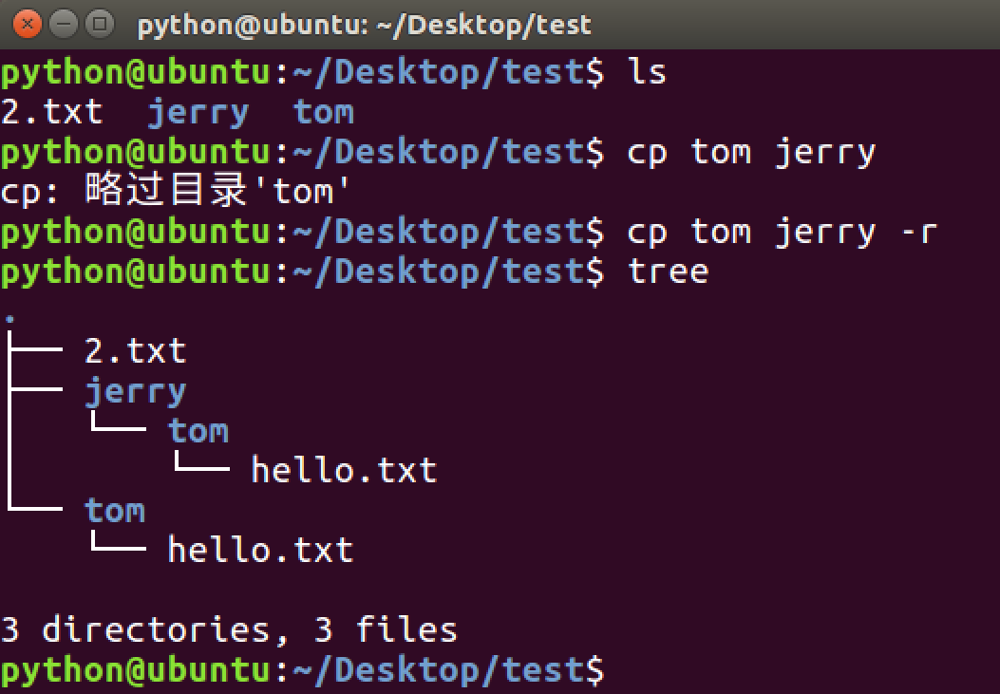 python@ubuntu: ~/Desktop/test
python@ubuntu:~/Desktop/test$ ls
2.txt  jerry  tom
python@ubuntu:~/Desktop/test$ cp tom jerry
cp: 略过目录'tom'
python@ubuntu:~/Desktop/test$ cp tom jerry -r
python@ubuntu:~/Desktop/test$ tree
.
├── 2.txt
├── jerry
│   └── tom
│       └── hello.txt
└── tom
    └── hello.txt
3 directories, 3 files
python@ubuntu:~/Desktop/test$